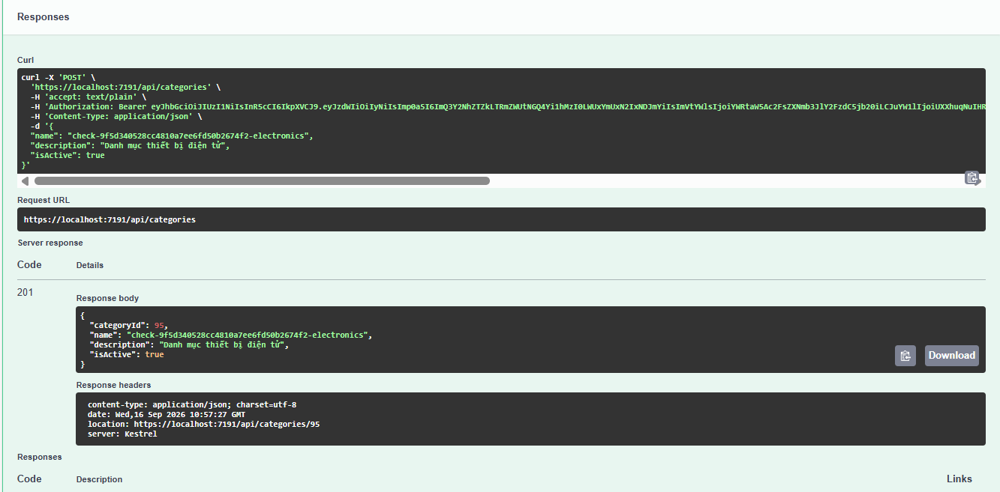 Responses
Curl
curl -X 'POST' \
'https://localhost:7191/api/categories' \
-H 'accept: text/plain' \
-H 'Authorization: Bearer eyJhbGciOiJIUzI1NiIsInR5cCI6IkpXVCJ9.eyJzdWIiOiIyNiIsImp0aSI6ImQ3Y2NhZTZkLTRmZWUtNGQ4Yi1hMzI0LWUxYmUxN2IxNDJmYiIsImVtYWlsIjoiYWRtaW5Ac2FsZXNmb3JlY2FzdC5jb20iLCJuYW1lIjoiUXXhuqNuIHR
-H 'Content-Type: application/json' \
-d '{
"name": "check-9f5d340528cc4810a7ee6fd50b2674f2-electronics",
"description": "Danh mục thiết bị điện tử",
"isActive": true
}'
Request URL
https://localhost:7191/api/categories
Server response
Code Details
201
Response body
{
"categoryId": 95,
"name": "check-9f5d340528cc4810a7ee6fd50b2674f2-electronics",
"description": "Danh mục thiết bị điện tử",
"isActive": true
}
Download
Response headers
content-type: application/json; charset=utf-8
date: Wed,16 Sep 2026 10:57:27 GMT
location: https://localhost:7191/api/categories/95
server: Kestrel
Responses
Code Description Links